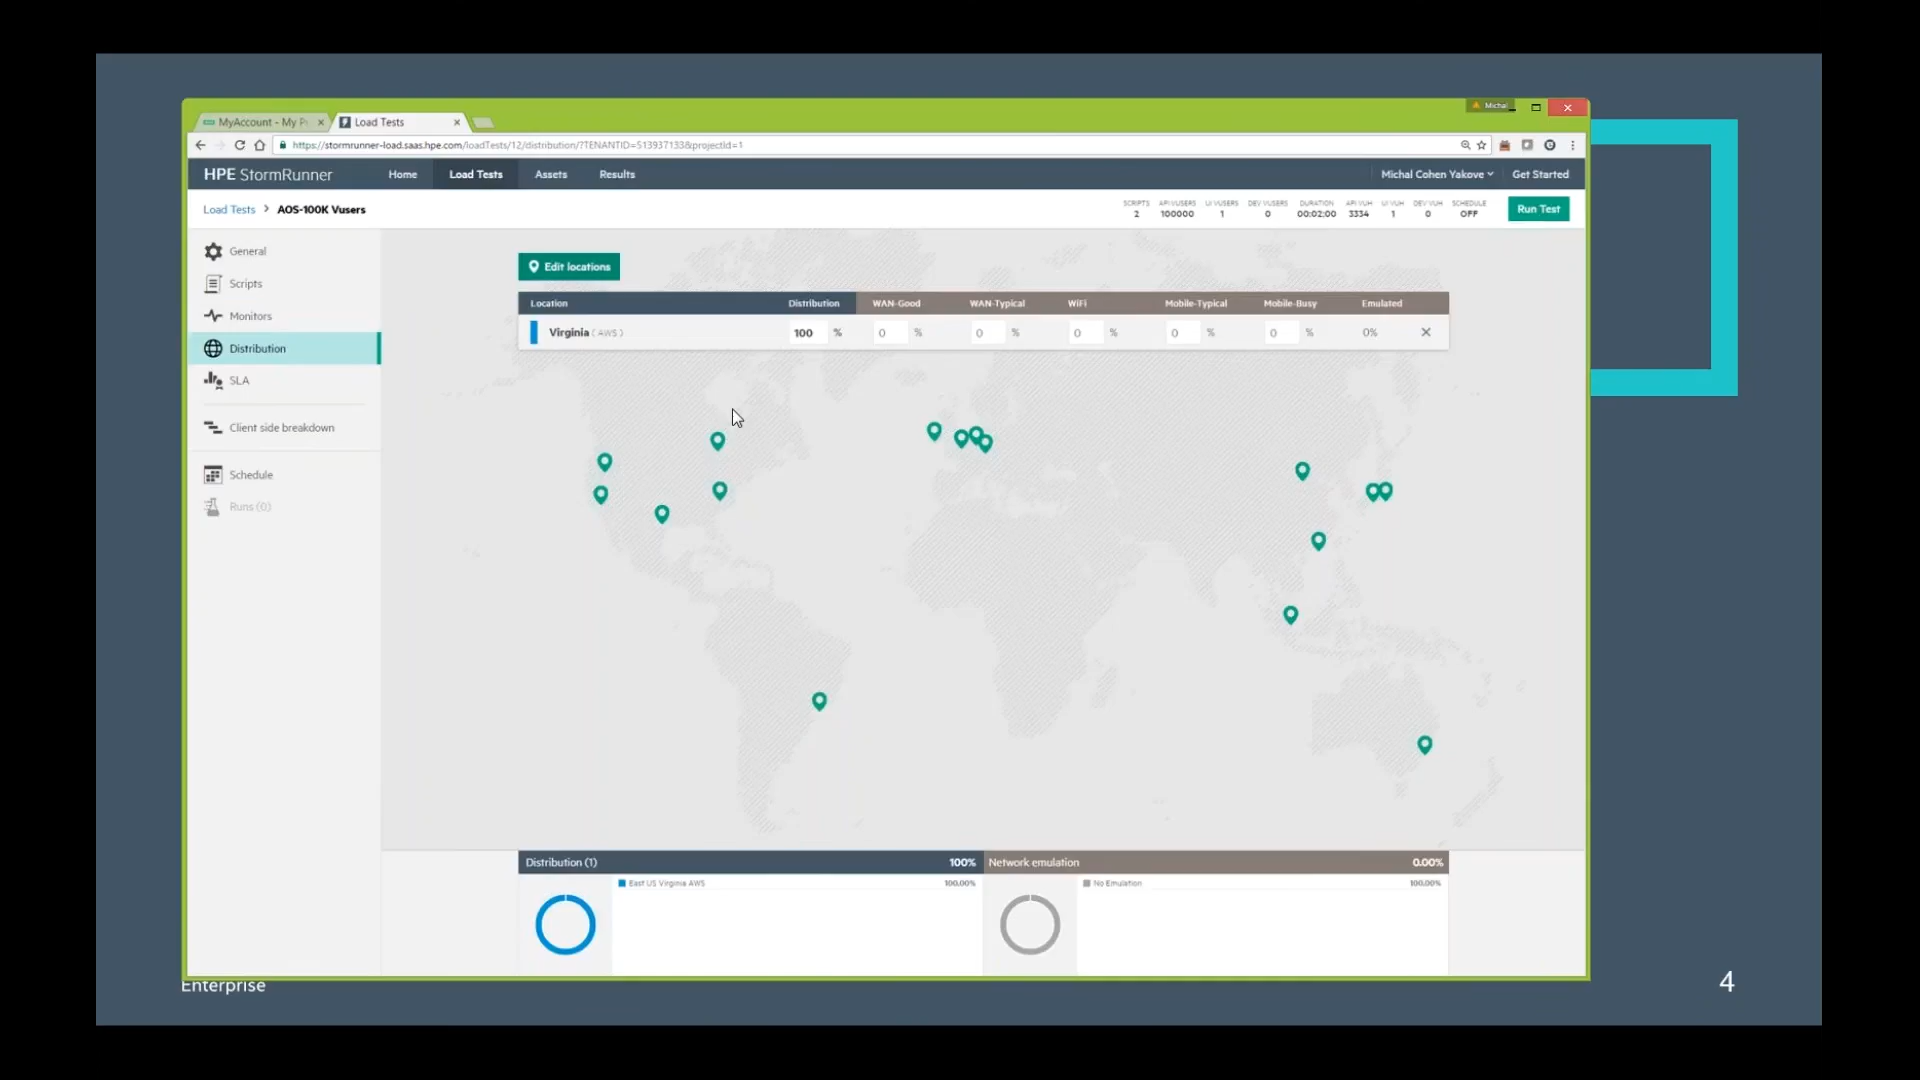 Michal
MyAccount - My P
Load Tests
https://stormrunner-load.saas.hpe.com/loadTests/12/distribution/?TENANTID=513937133&projectId=1
HPE StormRunner Home Load Tests Assets Results Michal Cohen Yakove Get Started
Load Tests > AOS-100K Vusers
SCRIPTS API VUSERS UI VUSERS DEV VUSERS DURATION API VUH UI VUH DEV VUH SCHEDULE
2 100000 1 0 00:02:00 3334 1 0 OFF
Run Test
General
Scripts
Monitors
Distribution
SLA
Client side breakdown
Schedule
Runs (0)
Edit locations
Location Distribution WAN-Good WAN-Typical WiFi Mobile-Typical Mobile-Busy Emulated
Virginia (AWS) 100 % 0 % 0 % 0 % 0 % 0 % 0%
Distribution (1) 100% Network emulation 0.00%
East US Virginia AWS 100.00% No Emulation 100.00%
Enterprise
4